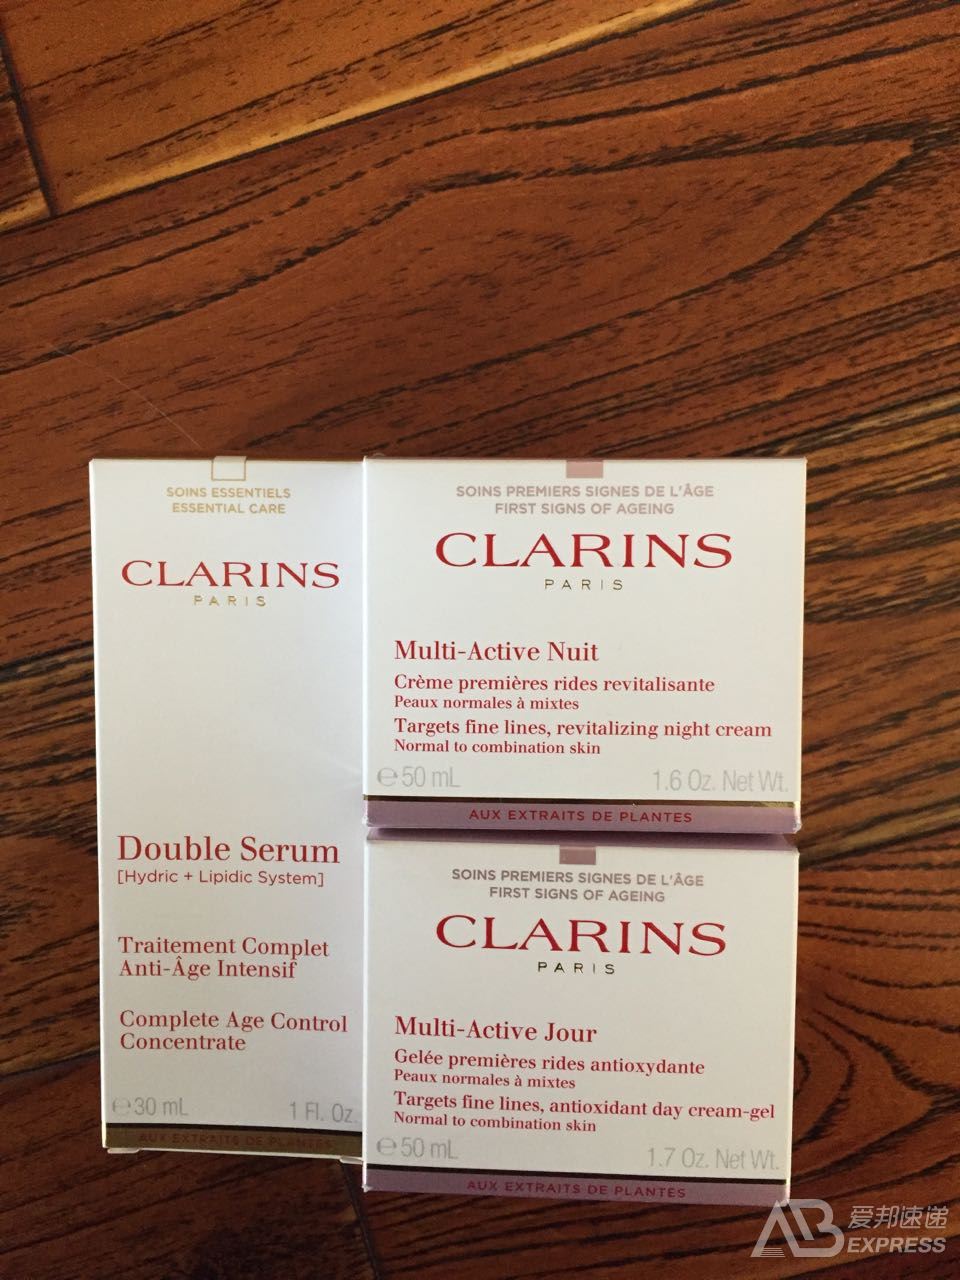 SOINS ESSENTIELS
ESSENTIAL CARE
CLARINS
PARIS
Double Serum
[Hydric + Lipidic System]
Traitement Complet
Anti-Âge Intensif
Complete Age Control
Concentrate
℮30 mL 1 Fl. Oz.
AUX EXTRAITS DE PLANTES
SOINS PREMIERS SIGNES DE L'ÂGE
FIRST SIGNS OF AGEING
CLARINS
PARIS
Multi-Active Nuit
Crème premières rides revitalisante
Peaux normales à mixtes
Targets fine lines, revitalizing night cream
Normal to combination skin
℮50 mL 1.6 Oz. Net Wt.
AUX EXTRAITS DE PLANTES
SOINS PREMIERS SIGNES DE L'ÂGE
FIRST SIGNS OF AGEING
CLARINS
PARIS
Multi-Active Jour
Gelée premières rides antioxydante
Peaux normales à mixtes
Targets fine lines, antioxidant day cream-gel
Normal to combination skin
℮50 mL 1.7 Oz. Net Wt.
AUX EXTRAITS DE PLANTES
AB 爱邦速递
EXPRESS